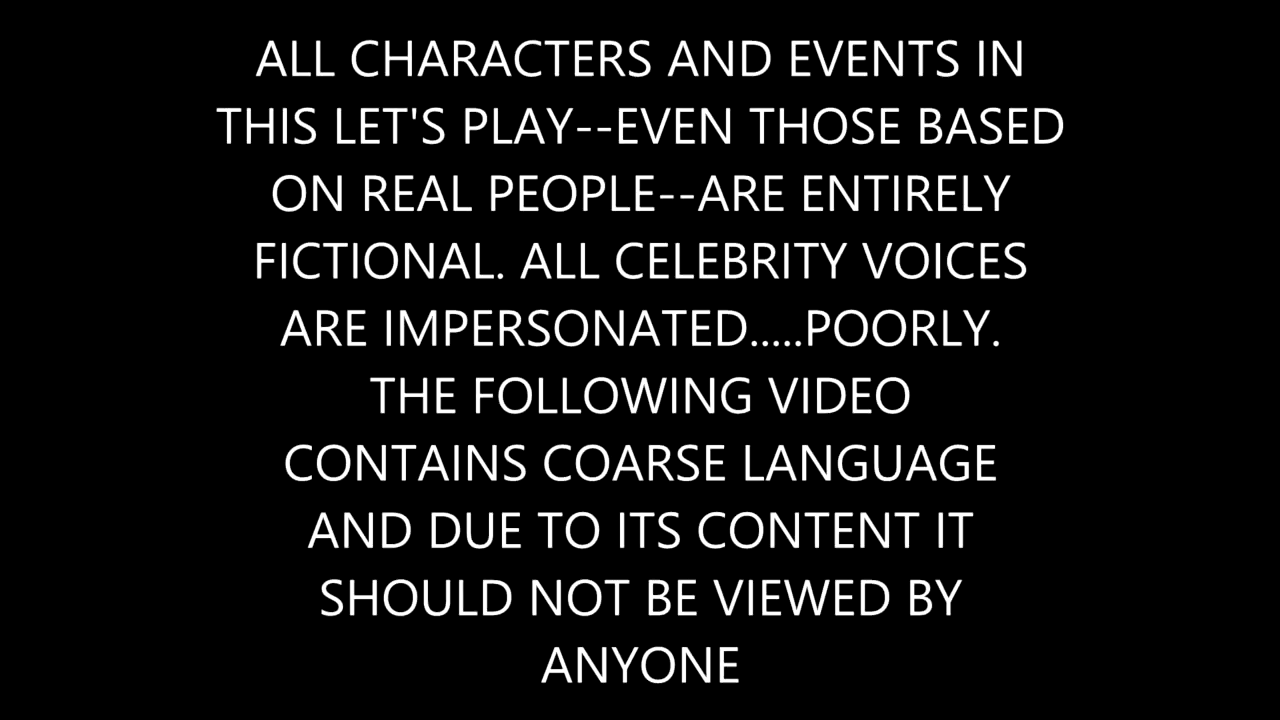 ALL CHARACTERS AND EVENTS IN
THIS LET'S PLAY--EVEN THOSE BASED
ON REAL PEOPLE--ARE ENTIRELY
FICTIONAL. ALL CELEBRITY VOICES
ARE IMPERSONATED.....POORLY.
THE FOLLOWING VIDEO
CONTAINS COARSE LANGUAGE
AND DUE TO ITS CONTENT IT
SHOULD NOT BE VIEWED BY
ANYONE